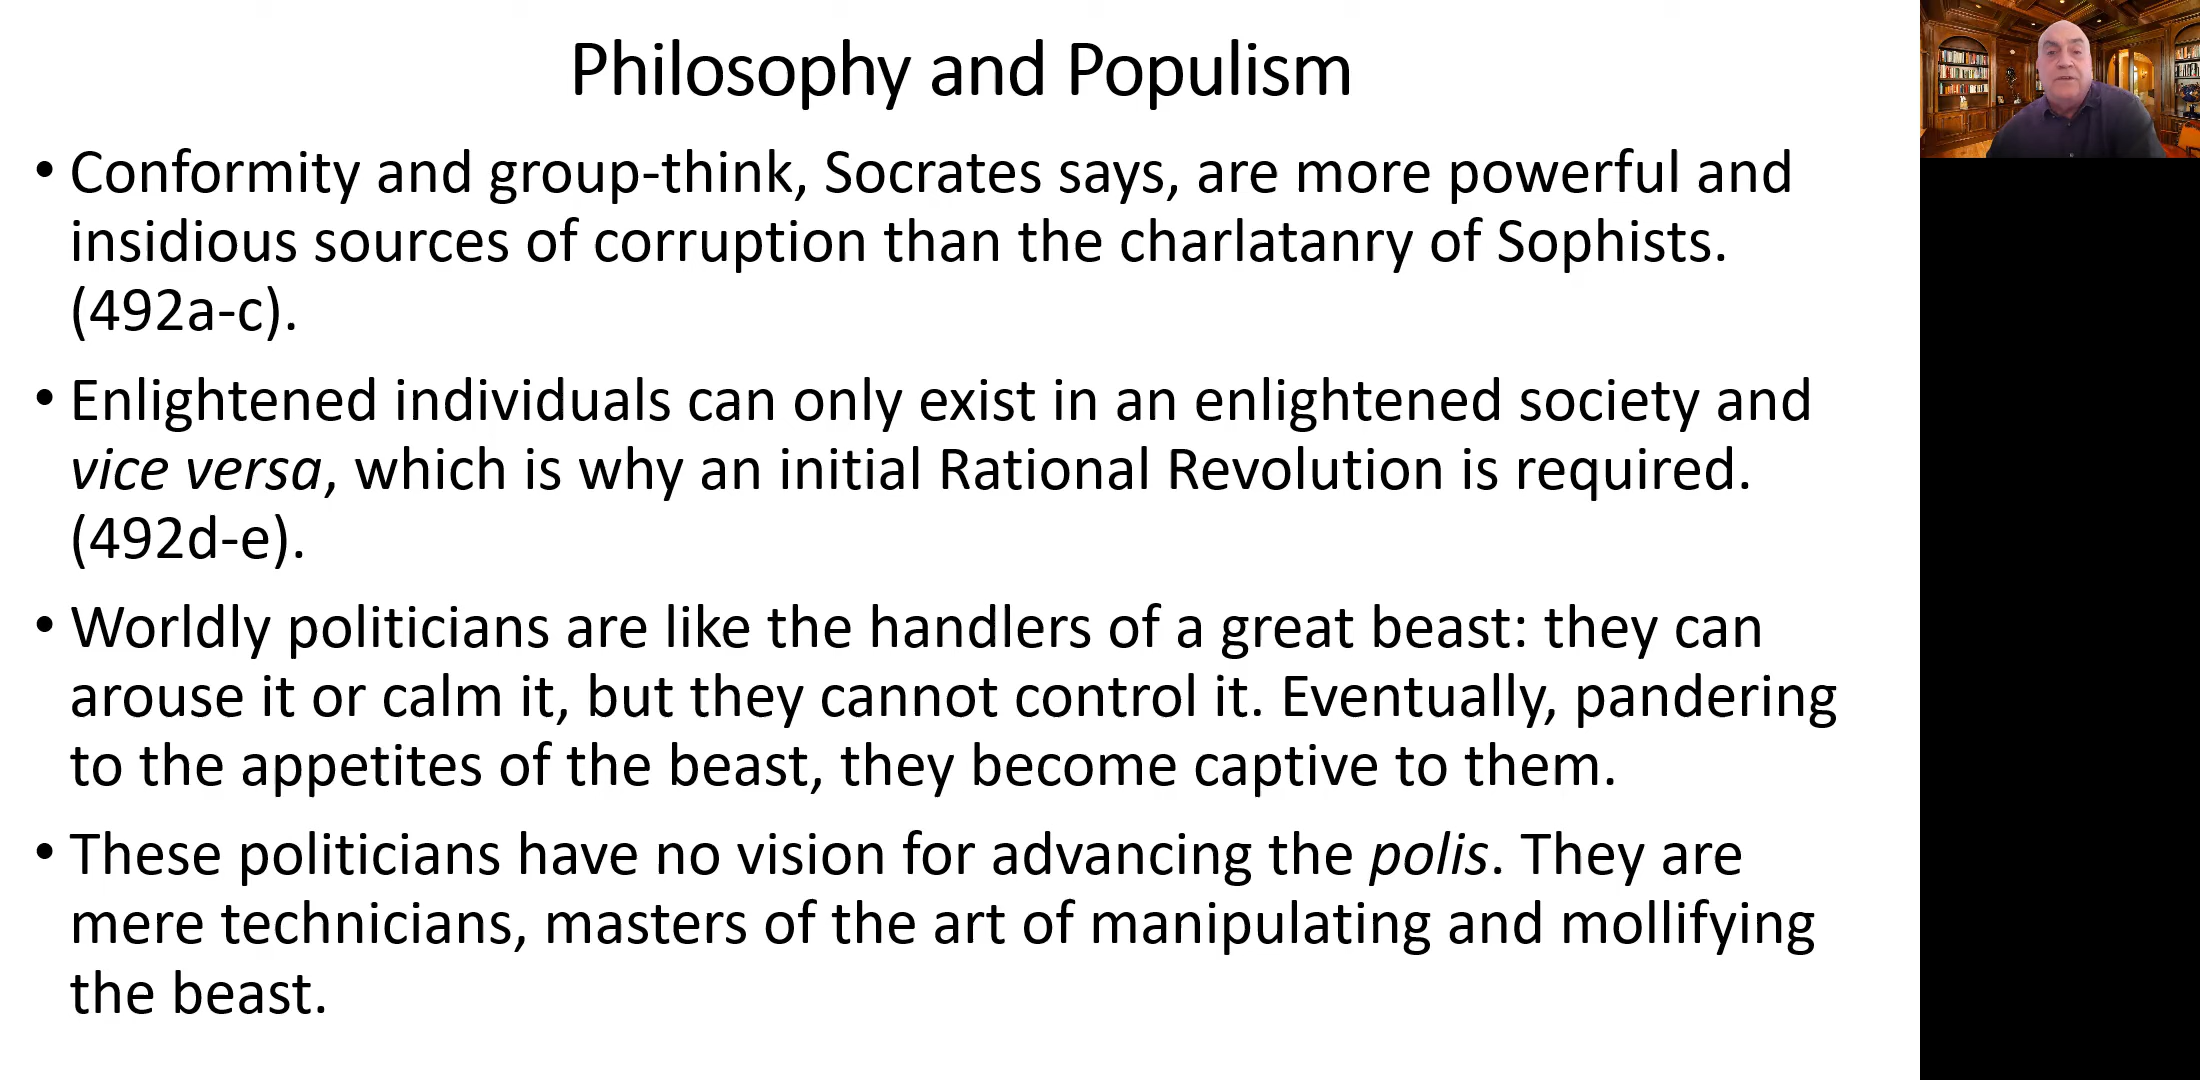 Philosophy and Populism
• Conformity and group-think, Socrates says, are more powerful and
insidious sources of corruption than the charlatanry of Sophists.
(492a-c).
• Enlightened individuals can only exist in an enlightened society and
vice versa, which is why an initial Rational Revolution is required.
(492d-e).
• Worldly politicians are like the handlers of a great beast: they can
arouse it or calm it, but they cannot control it. Eventually, pandering
to the appetites of the beast, they become captive to them.
• These politicians have no vision for advancing the polis. They are
mere technicians, masters of the art of manipulating and mollifying
the beast.